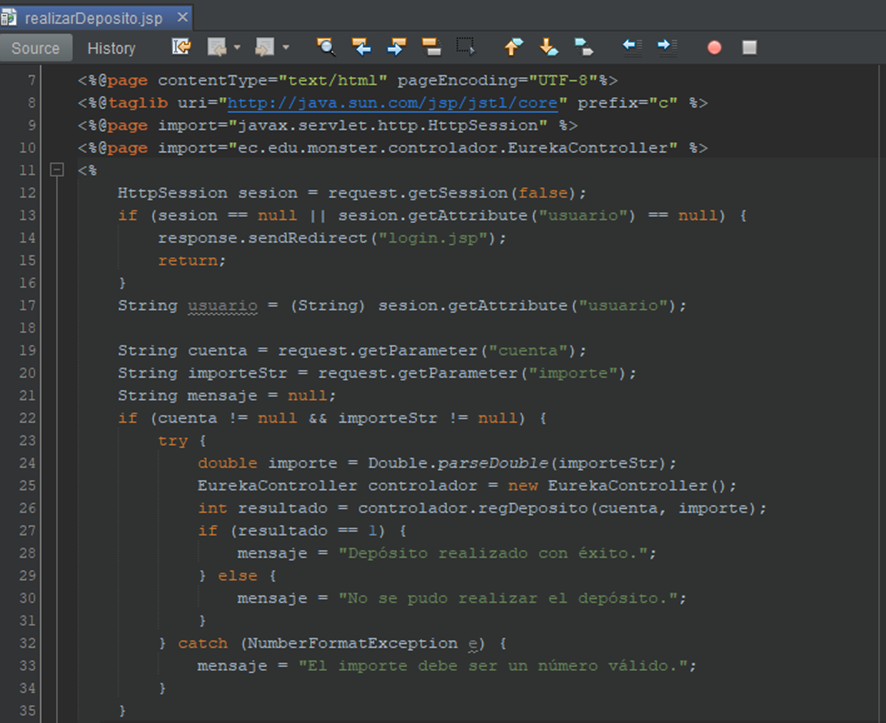 realizarDeposito.jsp
Source History
7 <%@page contentType="text/html" pageEncoding="UTF-8"%>
8 <%@taglib uri="http://java.sun.com/jsp/jstl/core" prefix="c" %>
9 <%@page import="javax.servlet.http.HttpSession" %>
10 <%@page import="ec.edu.monster.controlador.EurekaController" %>
11 <%
12 HttpSession sesion = request.getSession(false);
13 if (sesion == null || sesion.getAttribute("usuario") == null) {
14 response.sendRedirect("login.jsp");
15 return;
16 }
17 String usuario = (String) sesion.getAttribute("usuario");
18
19 String cuenta = request.getParameter("cuenta");
20 String importeStr = request.getParameter("importe");
21 String mensaje = null;
22 if (cuenta != null && importeStr != null) {
23 try {
24 double importe = Double.parseDouble(importeStr);
25 EurekaController controlador = new EurekaController();
26 int resultado = controlador.regDeposito(cuenta, importe);
27 if (resultado == 1) {
28 mensaje = "Depósito realizado con éxito.";
29 } else {
30 mensaje = "No se pudo realizar el depósito.";
31 }
32 } catch (NumberFormatException e) {
33 mensaje = "El importe debe ser un número válido.";
34 }
35 }